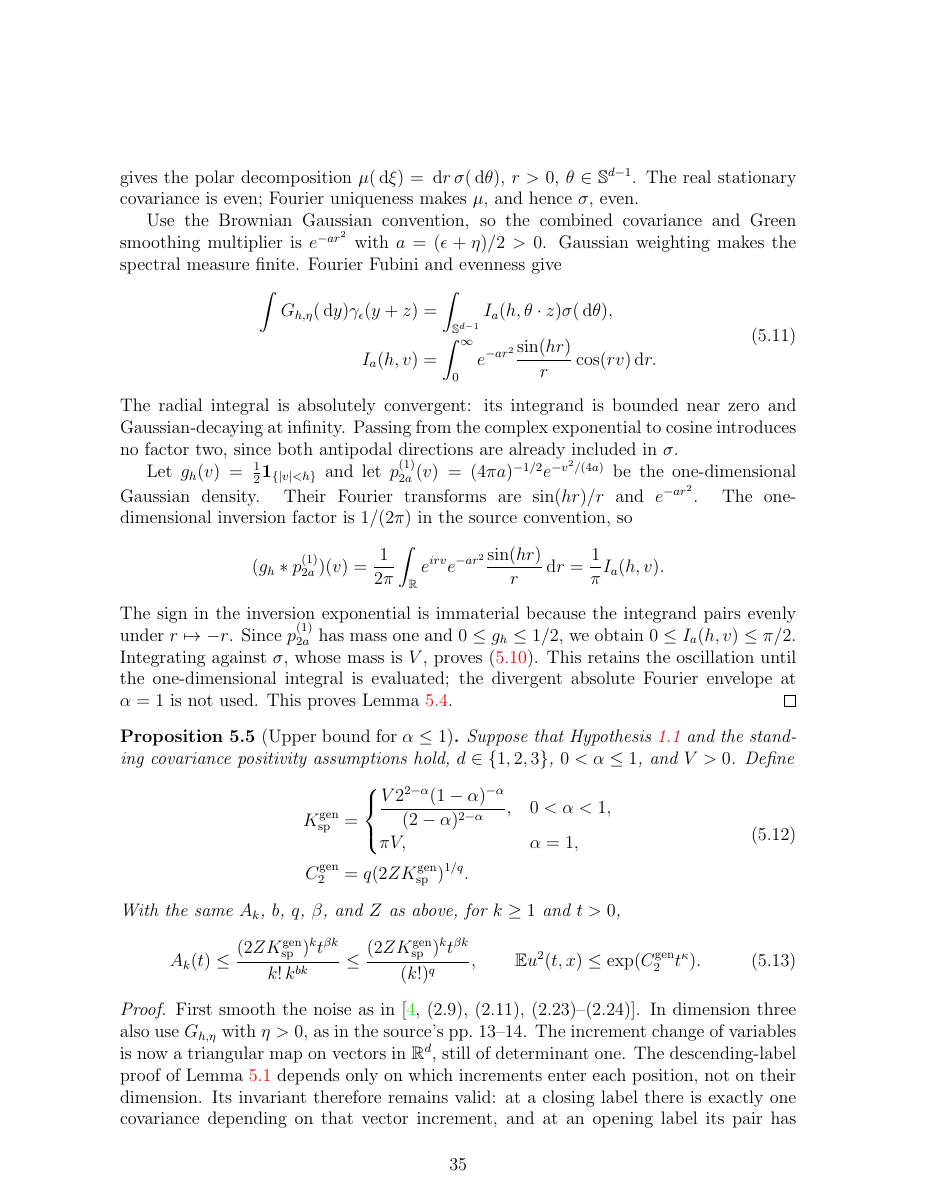 gives the polar decomposition μ( dξ) = dr σ( dθ), r > 0, θ ∈ 𝕊^{d−1}. The real stationary
covariance is even; Fourier uniqueness makes μ, and hence σ, even.
Use the Brownian Gaussian convention, so the combined covariance and Green
smoothing multiplier is e^{−ar²} with a = (ϵ + η)/2 > 0. Gaussian weighting makes the
spectral measure finite. Fourier Fubini and evenness give
∫ G_{h,η}( dy)γ_ϵ(y + z) = ∫_{𝕊^{d−1}} I_a(h, θ · z)σ( dθ),
(5.11)
I_a(h, v) = ∫_0^∞ e^{−ar²} \frac{sin(hr)}{r} cos(rv) dr.
The radial integral is absolutely convergent: its integrand is bounded near zero and
Gaussian-decaying at infinity. Passing from the complex exponential to cosine introduces
no factor two, since both antipodal directions are already included in σ.
Let g_h(v) = ½𝟏_{{|v|<h}} and let p_{2a}^{(1)}(v) = (4πa)^{−1/2}e^{−v²/(4a)} be the one-dimensional
Gaussian density. Their Fourier transforms are sin(hr)/r and e^{−ar²}. The one-
dimensional inversion factor is 1/(2π) in the source convention, so
(g_h ∗ p_{2a}^{(1)})(v) = \frac{1}{2π} ∫_ℝ e^{irv}e^{−ar²} \frac{sin(hr)}{r} dr = \frac{1}{π} I_a(h, v).
The sign in the inversion exponential is immaterial because the integrand pairs evenly
under r ↦ −r. Since p_{2a}^{(1)} has mass one and 0 ≤ g_h ≤ 1/2, we obtain 0 ≤ I_a(h, v) ≤ π/2.
Integrating against σ, whose mass is V, proves (5.10). This retains the oscillation until
the one-dimensional integral is evaluated; the divergent absolute Fourier envelope at
α = 1 is not used. This proves Lemma 5.4. □
Proposition 5.5 (Upper bound for α ≤ 1). Suppose that Hypothesis 1.1 and the stand-
ing covariance positivity assumptions hold, d ∈ {1, 2, 3}, 0 < α ≤ 1, and V > 0. Define
K_{sp}^{gen} = { \frac{V2^{2−α}(1 − α)^{−α}}{(2 − α)^{2−α}}, 0 < α < 1,
πV, α = 1,
(5.12)
C_2^{gen} = q(2ZK_{sp}^{gen})^{1/q}.
With the same A_k, b, q, β, and Z as above, for k ≥ 1 and t > 0,
A_k(t) ≤ \frac{(2ZK_{sp}^{gen})^k t^{βk}}{k! k^{bk}} ≤ \frac{(2ZK_{sp}^{gen})^k t^{βk}}{(k!)^q}, 𝔼u²(t, x) ≤ exp(C_2^{gen}t^κ). (5.13)
Proof. First smooth the noise as in [4, (2.9), (2.11), (2.23)–(2.24)]. In dimension three
also use G_{h,η} with η > 0, as in the source's pp. 13–14. The increment change of variables
is now a triangular map on vectors in ℝ^d, still of determinant one. The descending-label
proof of Lemma 5.1 depends only on which increments enter each position, not on their
dimension. Its invariant therefore remains valid: at a closing label there is exactly one
covariance depending on that vector increment, and at an opening label its pair has
35